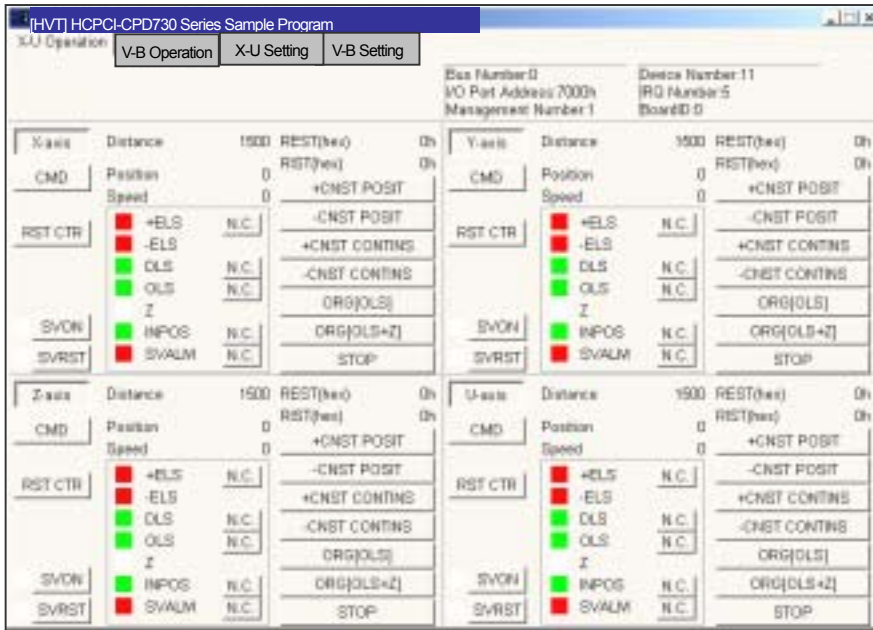 [HVT] HCPCI-CPD730 Series Sample Program
X-U Operation V-B Operation X-U Setting V-B Setting
Bus Number:0 Device Number:11
I/O Port Address:7000h IRQ Number:5
Management Number:1 BoardID:0
X-axis Distance 1500 REST(hex) 0h
RIST(hex) 0h
CMD Position 0 +CNST POSIT
Speed 0
-CNST POSIT
RST CTR +ELS N.C.
-ELS +CNST CONTINS
DLS N.C. -CNST CONTINS
OLS N.C.
Z ORG[OLS]
SVON INPOS N.C. ORG[OLS+Z]
SVRST SVALM N.C. STOP
Y-axis Distance 1500 REST(hex) 0h
RIST(hex) 0h
CMD Position 0 +CNST POSIT
Speed 0
-CNST POSIT
RST CTR +ELS N.C.
-ELS +CNST CONTINS
DLS N.C. -CNST CONTINS
OLS N.C.
Z ORG[OLS]
SVON INPOS N.C. ORG[OLS+Z]
SVRST SVALM N.C. STOP
Z-axis Distance 1500 REST(hex) 0h
RIST(hex) 0h
CMD Position 0 +CNST POSIT
Speed 0
-CNST POSIT
RST CTR +ELS N.C.
-ELS +CNST CONTINS
DLS N.C. -CNST CONTINS
OLS N.C.
Z ORG[OLS]
SVON INPOS N.C. ORG[OLS+Z]
SVRST SVALM N.C. STOP
U-axis Distance 1500 REST(hex) 0h
RIST(hex) 0h
CMD Position 0 +CNST POSIT
Speed 0
-CNST POSIT
RST CTR +ELS N.C.
-ELS +CNST CONTINS
DLS N.C. -CNST CONTINS
OLS N.C.
Z ORG[OLS]
SVON INPOS N.C. ORG[OLS+Z]
SVRST SVALM N.C. STOP